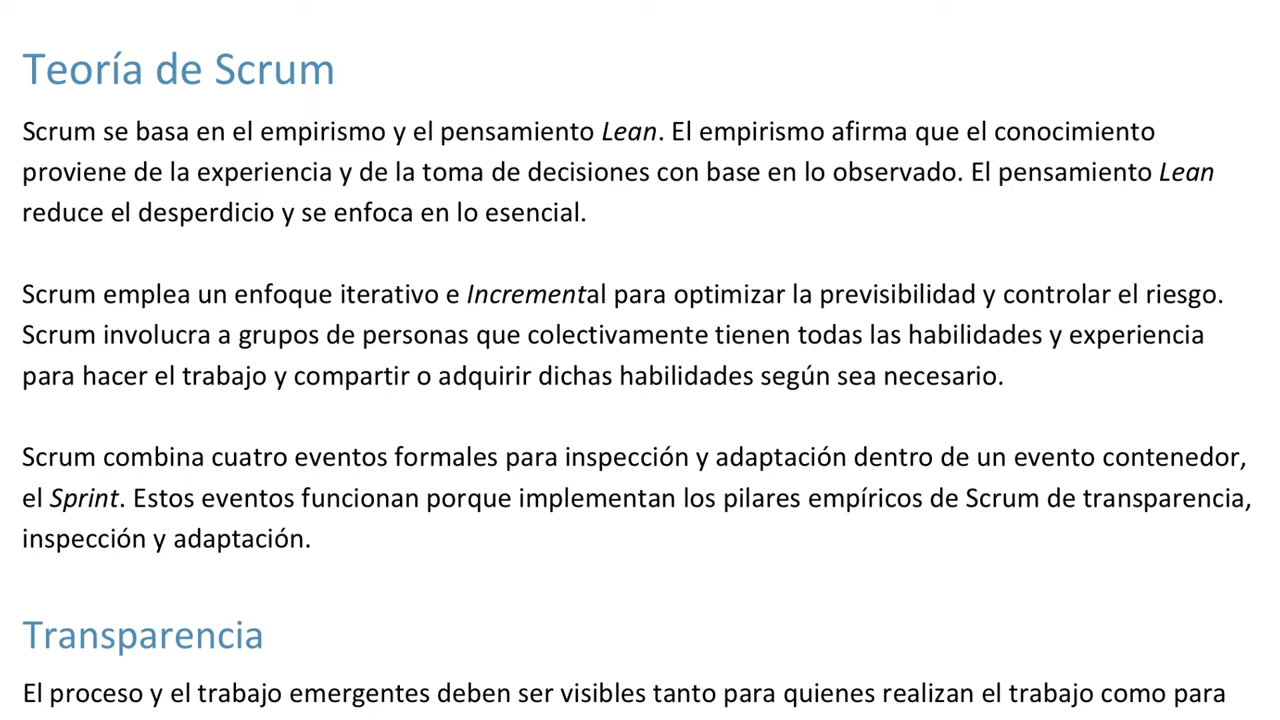 Teoría de Scrum
Scrum se basa en el empirismo y el pensamiento Lean. El empirismo afirma que el conocimiento
proviene de la experiencia y de la toma de decisiones con base en lo observado. El pensamiento Lean
reduce el desperdicio y se enfoca en lo esencial.
Scrum emplea un enfoque iterativo e Incremental para optimizar la previsibilidad y controlar el riesgo.
Scrum involucra a grupos de personas que colectivamente tienen todas las habilidades y experiencia
para hacer el trabajo y compartir o adquirir dichas habilidades según sea necesario.
Scrum combina cuatro eventos formales para inspección y adaptación dentro de un evento contenedor,
el Sprint. Estos eventos funcionan porque implementan los pilares empíricos de Scrum de transparencia,
inspección y adaptación.
Transparencia
El proceso y el trabajo emergentes deben ser visibles tanto para quienes realizan el trabajo como para